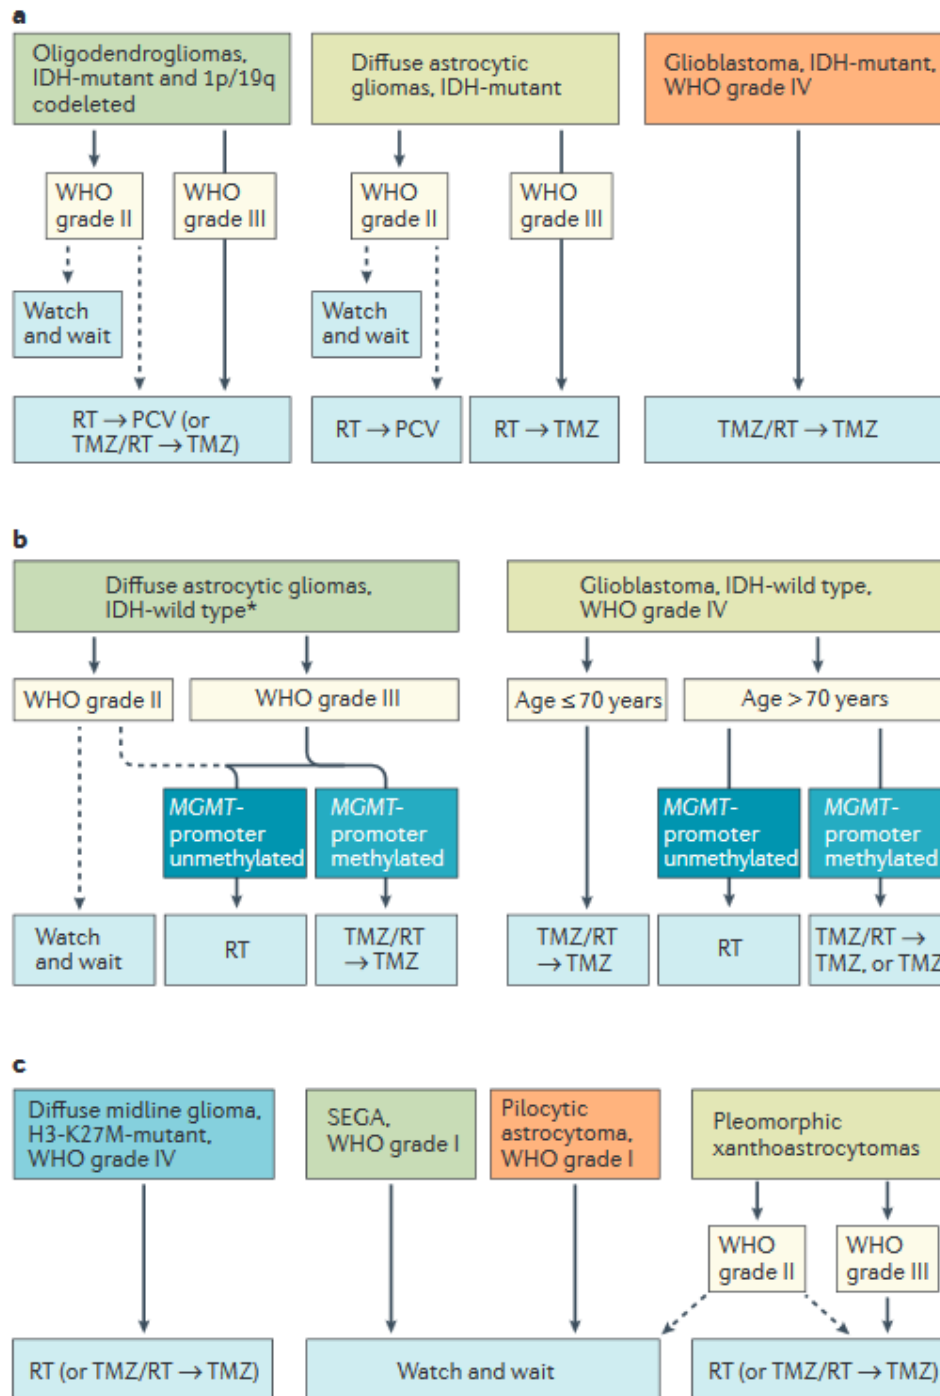 a
Oligodendrogliomas,
IDH-mutant and 1p/19q
codeleted
Diffuse astrocytic
gliomas, IDH-mutant
Glioblastoma, IDH-mutant,
WHO grade IV
WHO
grade II
WHO
grade III
WHO
grade II
WHO
grade III
Watch
and wait
Watch
and wait
RT → PCV (or
TMZ/RT → TMZ)
RT → PCV
RT → TMZ
TMZ/RT → TMZ
b
Diffuse astrocytic gliomas,
IDH-wild type*
Glioblastoma, IDH-wild type,
WHO grade IV
WHO grade II
WHO grade III
Age ≤ 70 years
Age > 70 years
MGMT-
promoter
unmethylated
MGMT-
promoter
methylated
MGMT-
promoter
unmethylated
MGMT-
promoter
methylated
Watch
and wait
RT
TMZ/RT
→ TMZ
TMZ/RT
→ TMZ
RT
TMZ/RT →
TMZ, or TMZ
c
Diffuse midline glioma,
H3-K27M-mutant,
WHO grade IV
SEGA,
WHO grade I
Pilocytic
astrocytoma,
WHO grade I
Pleomorphic
xanthoastrocytomas
WHO
grade II
WHO
grade III
RT (or TMZ/RT → TMZ)
Watch and wait
RT (or TMZ/RT → TMZ)